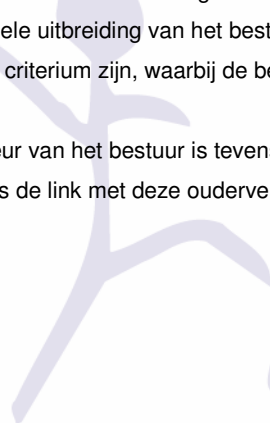 ele uitbreiding van het best
criterium zijn, waarbij de be
ur van het bestuur is tevens
s de link met deze ouderve